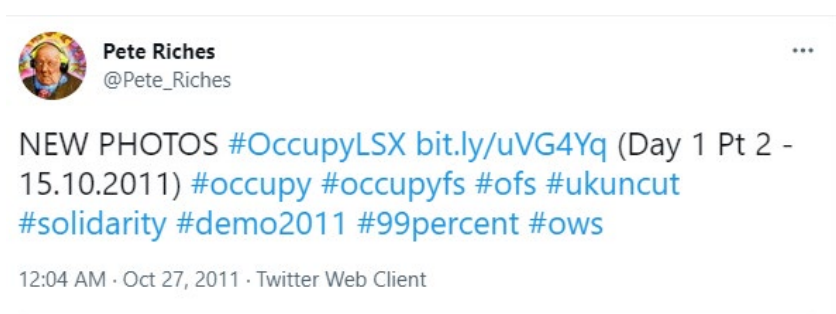 Pete Riches
@Pete_Riches
NEW PHOTOS #OccupyLSX bit.ly/uVG4Yq (Day 1 Pt 2 -
15.10.2011) #occupy #occupyfs #ofs #ukuncut
#solidarity #demo2011 #99percent #ows
12:04 AM · Oct 27, 2011 · Twitter Web Client